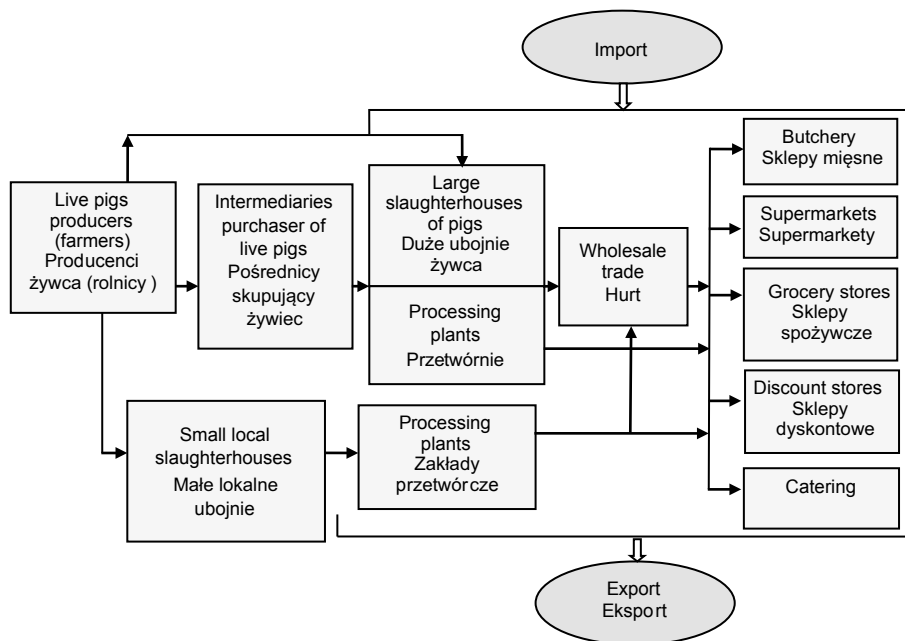 Import
Live pigs
producers
(farmers)
Producenci
żywca (rolnicy )
Intermediaries
purchaser of
live pigs
Pośrednicy
skupujący
żywiec
Large
slaughterhouses
of pigs
Duże ubojnie
żywca
Processing
plants
Przetwórnie
Wholesale
trade
Hurt
Butchery
Sklepy mięsne
Supermarkets
Supermarkety
Grocery stores
Sklepy
spożywcze
Discount stores
Sklepy
dyskontowe
Catering
Small local
slaughterhouses
Małe lokalne
ubojnie
Processing
plants
Zakłady
przetwórcze
Export
Eksport